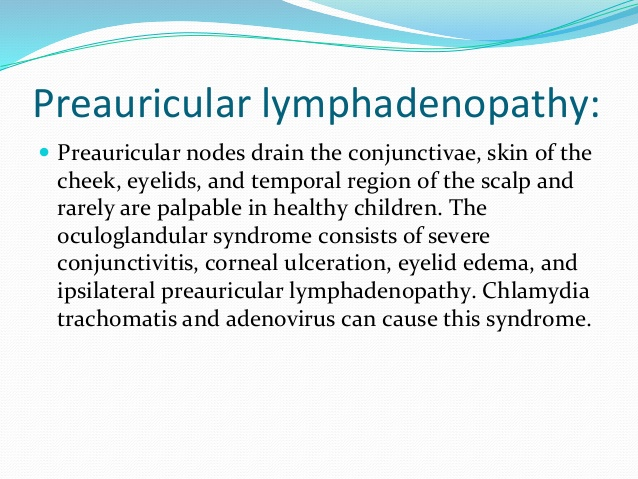 Preauricular lymphadenopathy:
• Preauricular nodes drain the conjunctivae, skin of the
cheek, eyelids, and temporal region of the scalp and
rarely are palpable in healthy children. The
oculoglandular syndrome consists of severe
conjunctivitis, corneal ulceration, eyelid edema, and
ipsilateral preauricular lymphadenopathy. Chlamydia
trachomatis and adenovirus can cause this syndrome.